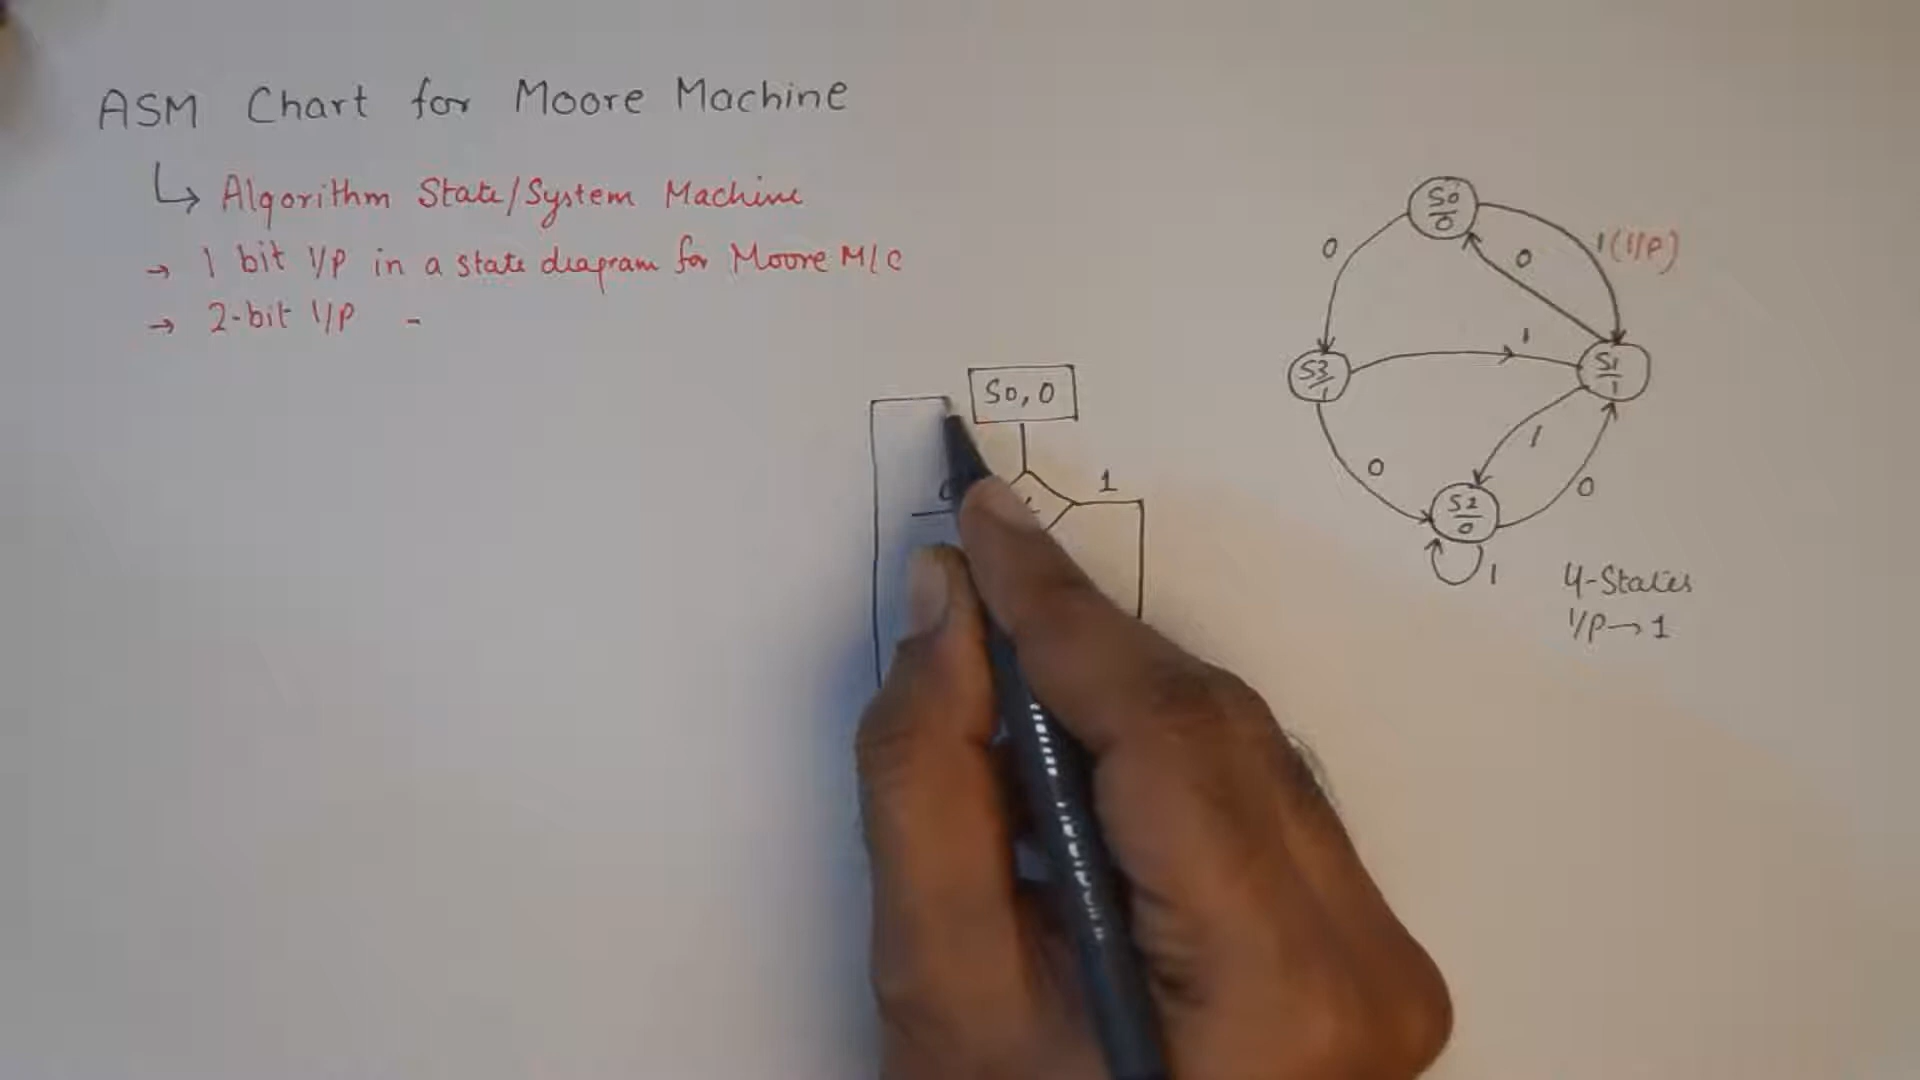 ASM Chart for Moore Machine
↳ Algorithm State/System Machine
→ 1 bit I/P in a state diagram for Moore M/C
→ 2-bit I/P -
S0, 0
1
S0
0
0
1 (I/P)
0
S3
1
1
S1
1
0
1
0
S2
0
1
4-States
I/P → 1